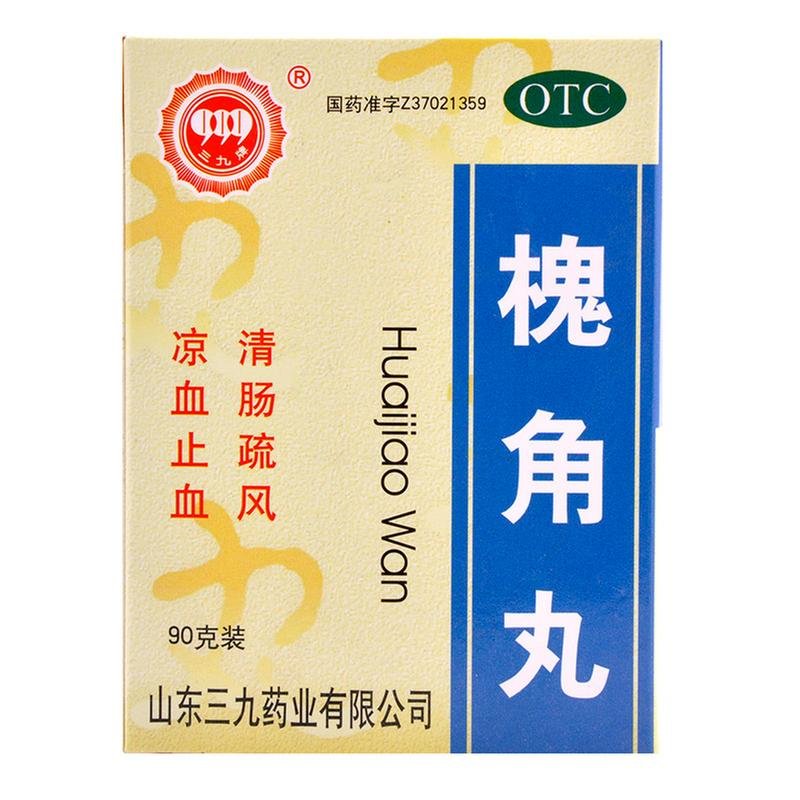 999
三九牌
®
国药准字Z37021359
OTC
槐角丸
Huaijiao Wan
清肠疏风
凉血止血
90克装
山东三九药业有限公司